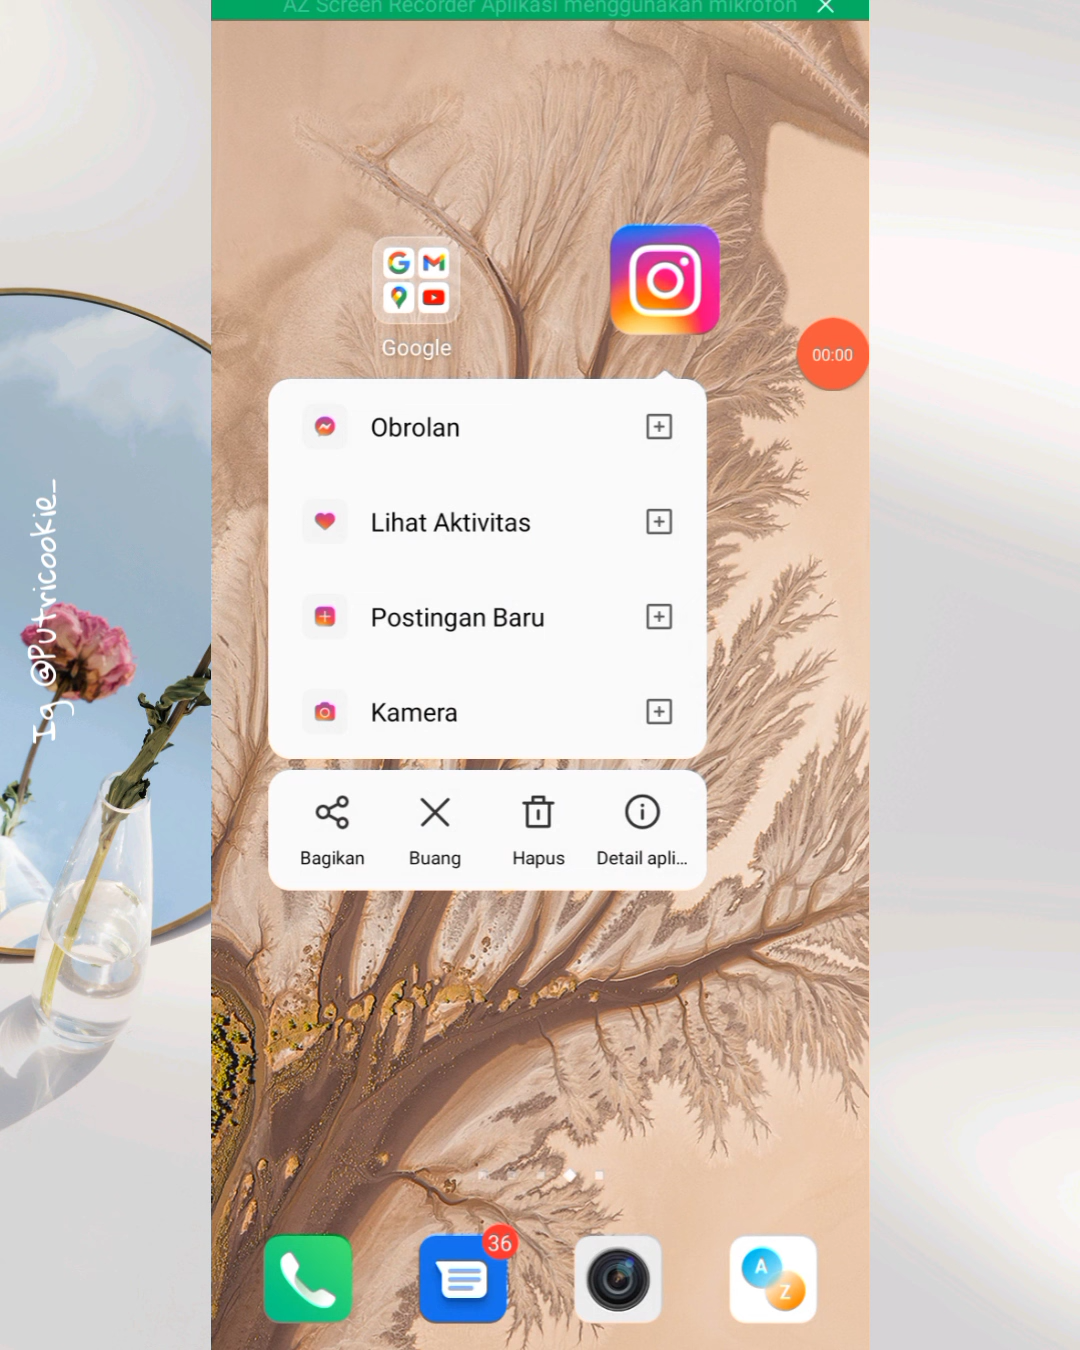 AZ Screen Recorder Aplikasi menggunakan mikrofon
Google
00:00
Obrolan
Lihat Aktivitas
Postingan Baru
Kamera
Bagikan
Buang
Hapus
Detail apli...
36
A
Z
Ig @Putricookie_